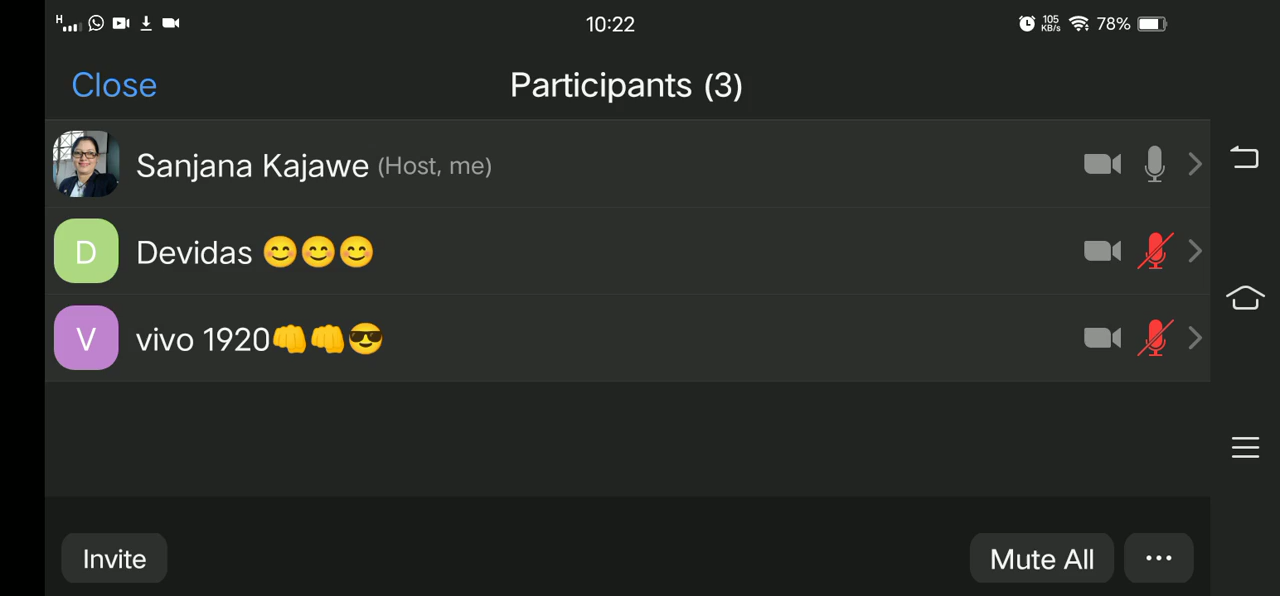 H 10:22 105 KB/s 78%
Close Participants (3)
Sanjana Kajawe (Host, me)
D Devidas 😊😊😊
V vivo 1920👊👊😎
Invite Mute All ...